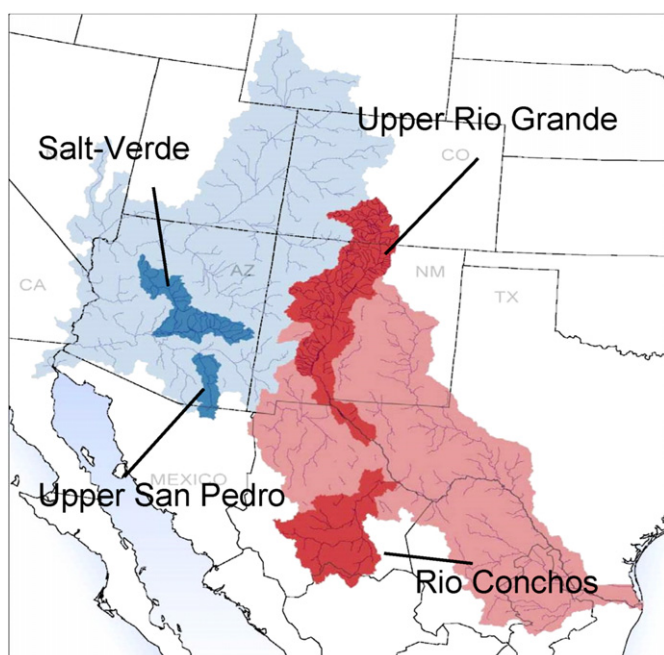 Upper Rio Grande
Salt-Verde
CO
AZ
NM
CA
TX
MEXICO
Upper San Pedro
Rio Conchos